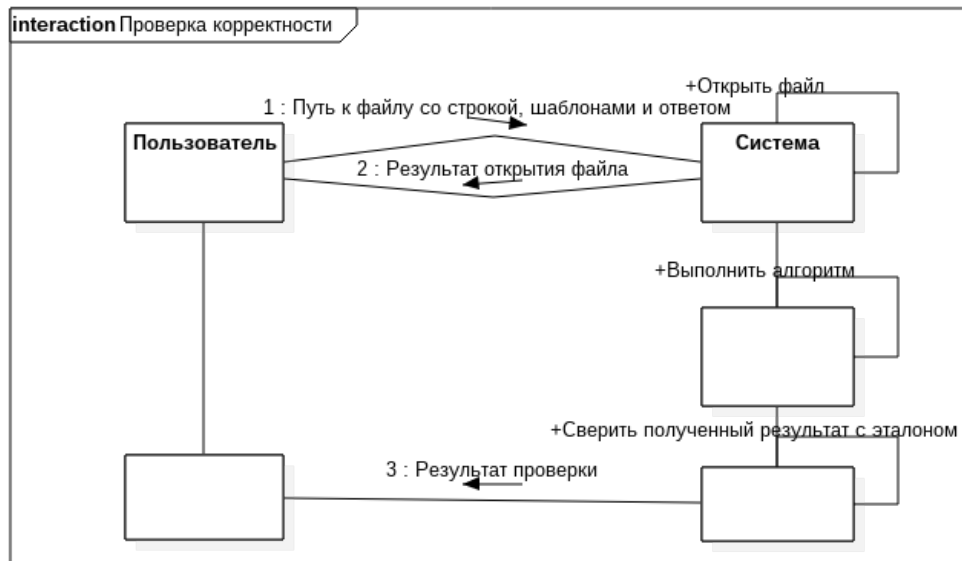 interaction Проверка корректности
+Открыть файл
1 : Путь к файлу со строкой, шаблонами и ответом
Пользователь
Система
2 : Результат открытия файла
+Выполнить алгоритм
+Сверить полученный результат с эталоном
3 : Результат проверки